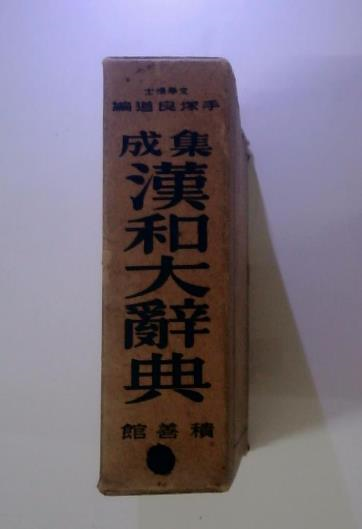 文學博士
手塚良道編
集成
漢和大辭典
積善館